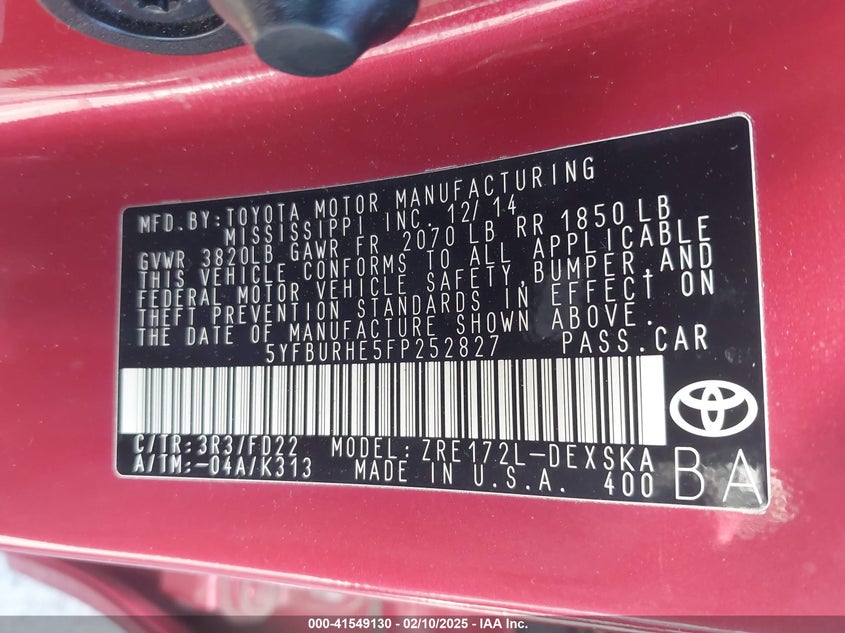 MFD.BY:TOYOTA MOTOR MANUFACTURING
MISSISSIPPI INC. 12/14
GVWR 3820LB GAWR FR 2070 LB RR 1850 LB
THIS VEHICLE CONFORMS TO ALL APPLICABLE
FEDERAL MOTOR VEHICLE SAFETY,BUMPER,AND
THEFT PREVENTION STANDARDS IN EFFECT ON
THE DATE OF MANUFACTURE SHOWN ABOVE.
5YFBURHE5FP252827 PASS.CAR
C/TR:3R3/FD22 MODEL:ZRE172L-DEXSKA
A/TM:-04A/K313 MADE IN U.S.A. 400
BA
000-41549130 - 02/10/2025 - IAA Inc.